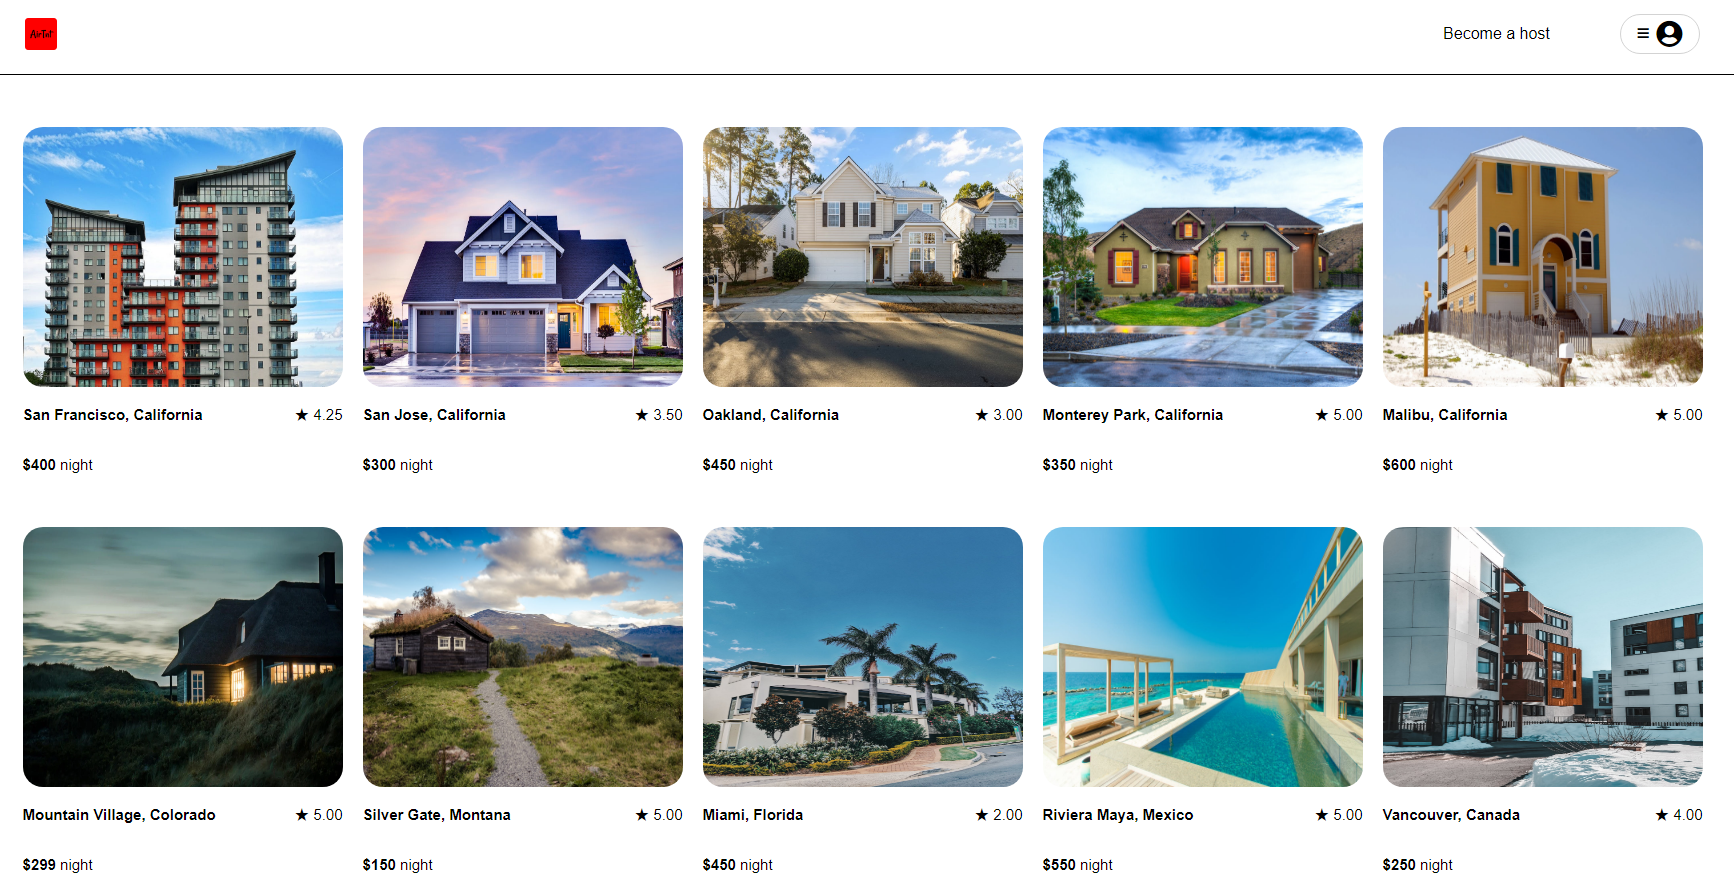 AirTat
Become a host
San Francisco, California ★ 4.25
$400 night
San Jose, California ★ 3.50
$300 night
Oakland, California ★ 3.00
$450 night
Monterey Park, California ★ 5.00
$350 night
Malibu, California ★ 5.00
$600 night
Mountain Village, Colorado ★ 5.00
$299 night
Silver Gate, Montana ★ 5.00
$150 night
Miami, Florida ★ 2.00
$450 night
Riviera Maya, Mexico ★ 5.00
$550 night
Vancouver, Canada ★ 4.00
$250 night